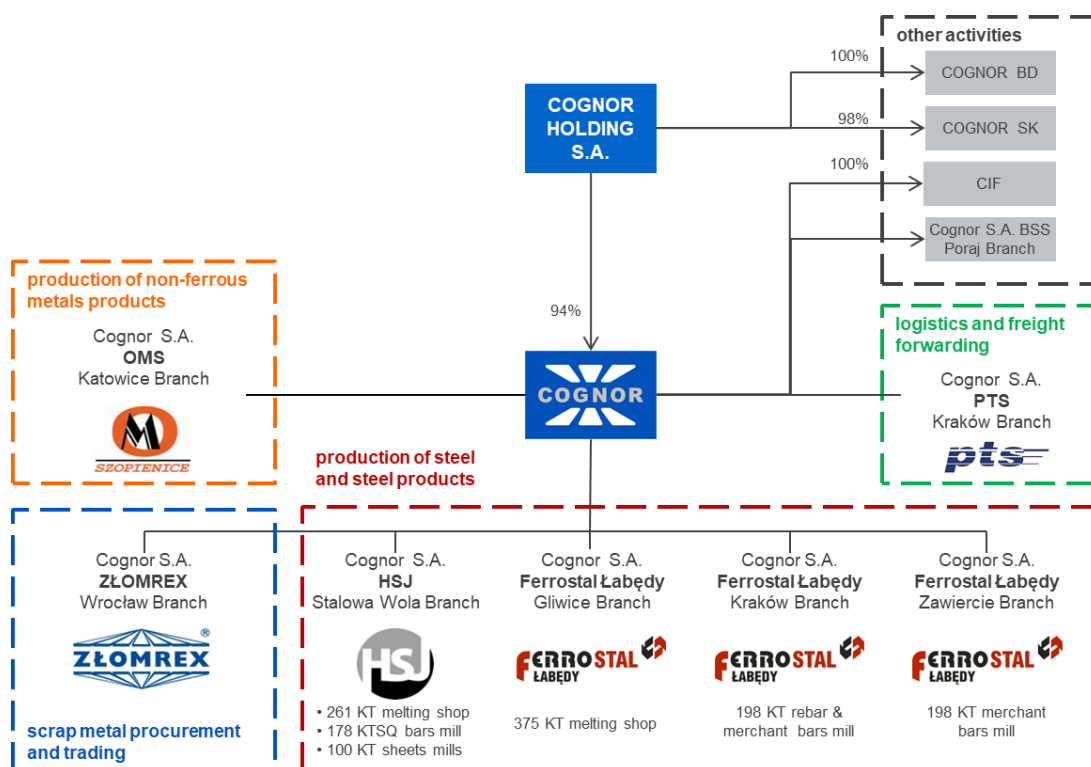 other activities
100%
COGNOR BD
COGNOR
HOLDING
S.A.
98%
COGNOR SK
100%
CIF
Cognor S.A. BSS
Poraj Branch
94%
production of non-ferrous
metals products
Cognor S.A.
OMS
Katowice Branch
SZOPIENICE
COGNOR
logistics and freight
forwarding
Cognor S.A.
PTS
Kraków Branch
pts
production of steel
and steel products
Cognor S.A.
ZŁOMREX
Wrocław Branch
ZŁOMREX®
scrap metal procurement
and trading
Cognor S.A.
HSJ
Stalowa Wola Branch
HSJ
• 261 KT melting shop
• 178 KTSQ bars mill
• 100 KT sheets mills
Cognor S.A.
Ferrostal Łabędy
Gliwice Branch
FERROSTAL
ŁABĘDY
375 KT melting shop
Cognor S.A.
Ferrostal Łabędy
Kraków Branch
FERROSTAL
ŁABĘDY
198 KT rebar &
merchant bars mill
Cognor S.A.
Ferrostal Łabędy
Zawiercie Branch
FERROSTAL
ŁABĘDY
198 KT merchant
bars mill